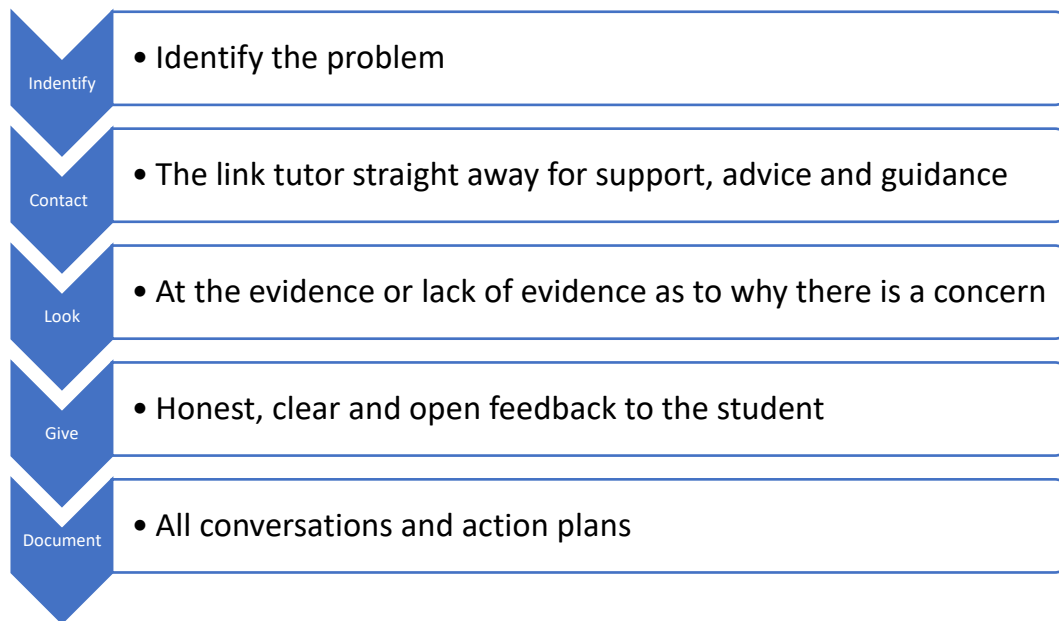 Indentify
• Identify the problem
Contact
• The link tutor straight away for support, advice and guidance
Look
• At the evidence or lack of evidence as to why there is a concern
Give
• Honest, clear and open feedback to the student
Document
• All conversations and action plans